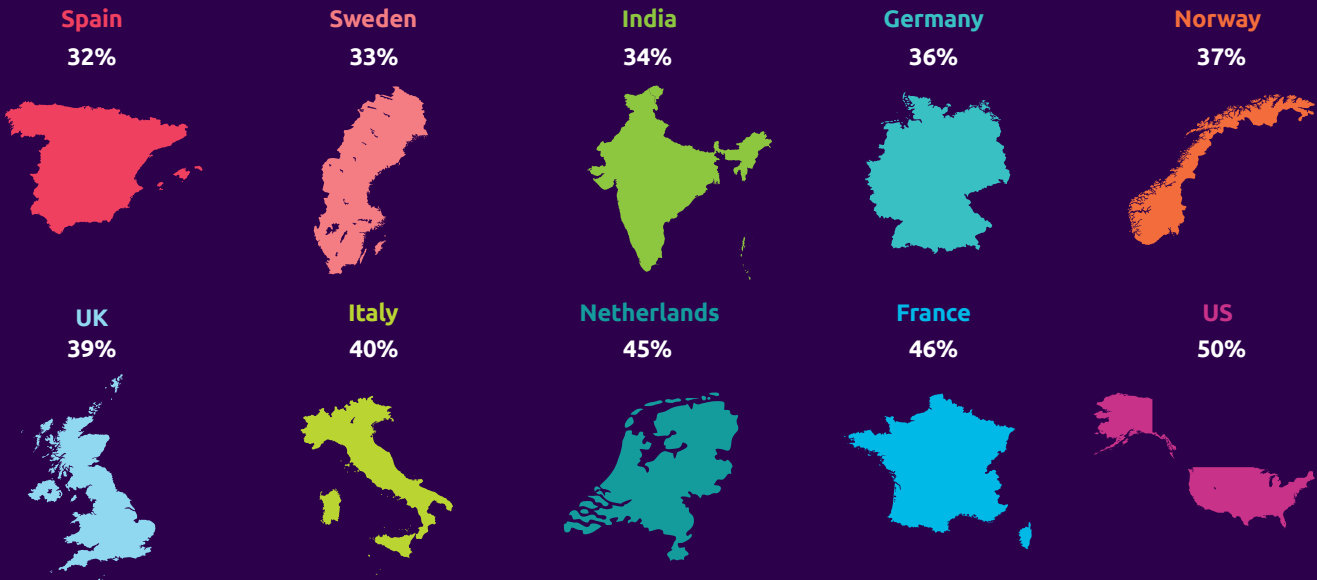 Spain
32%
Sweden
33%
India
34%
Germany
36%
Norway
37%
UK
39%
Italy
40%
Netherlands
45%
France
46%
US
50%